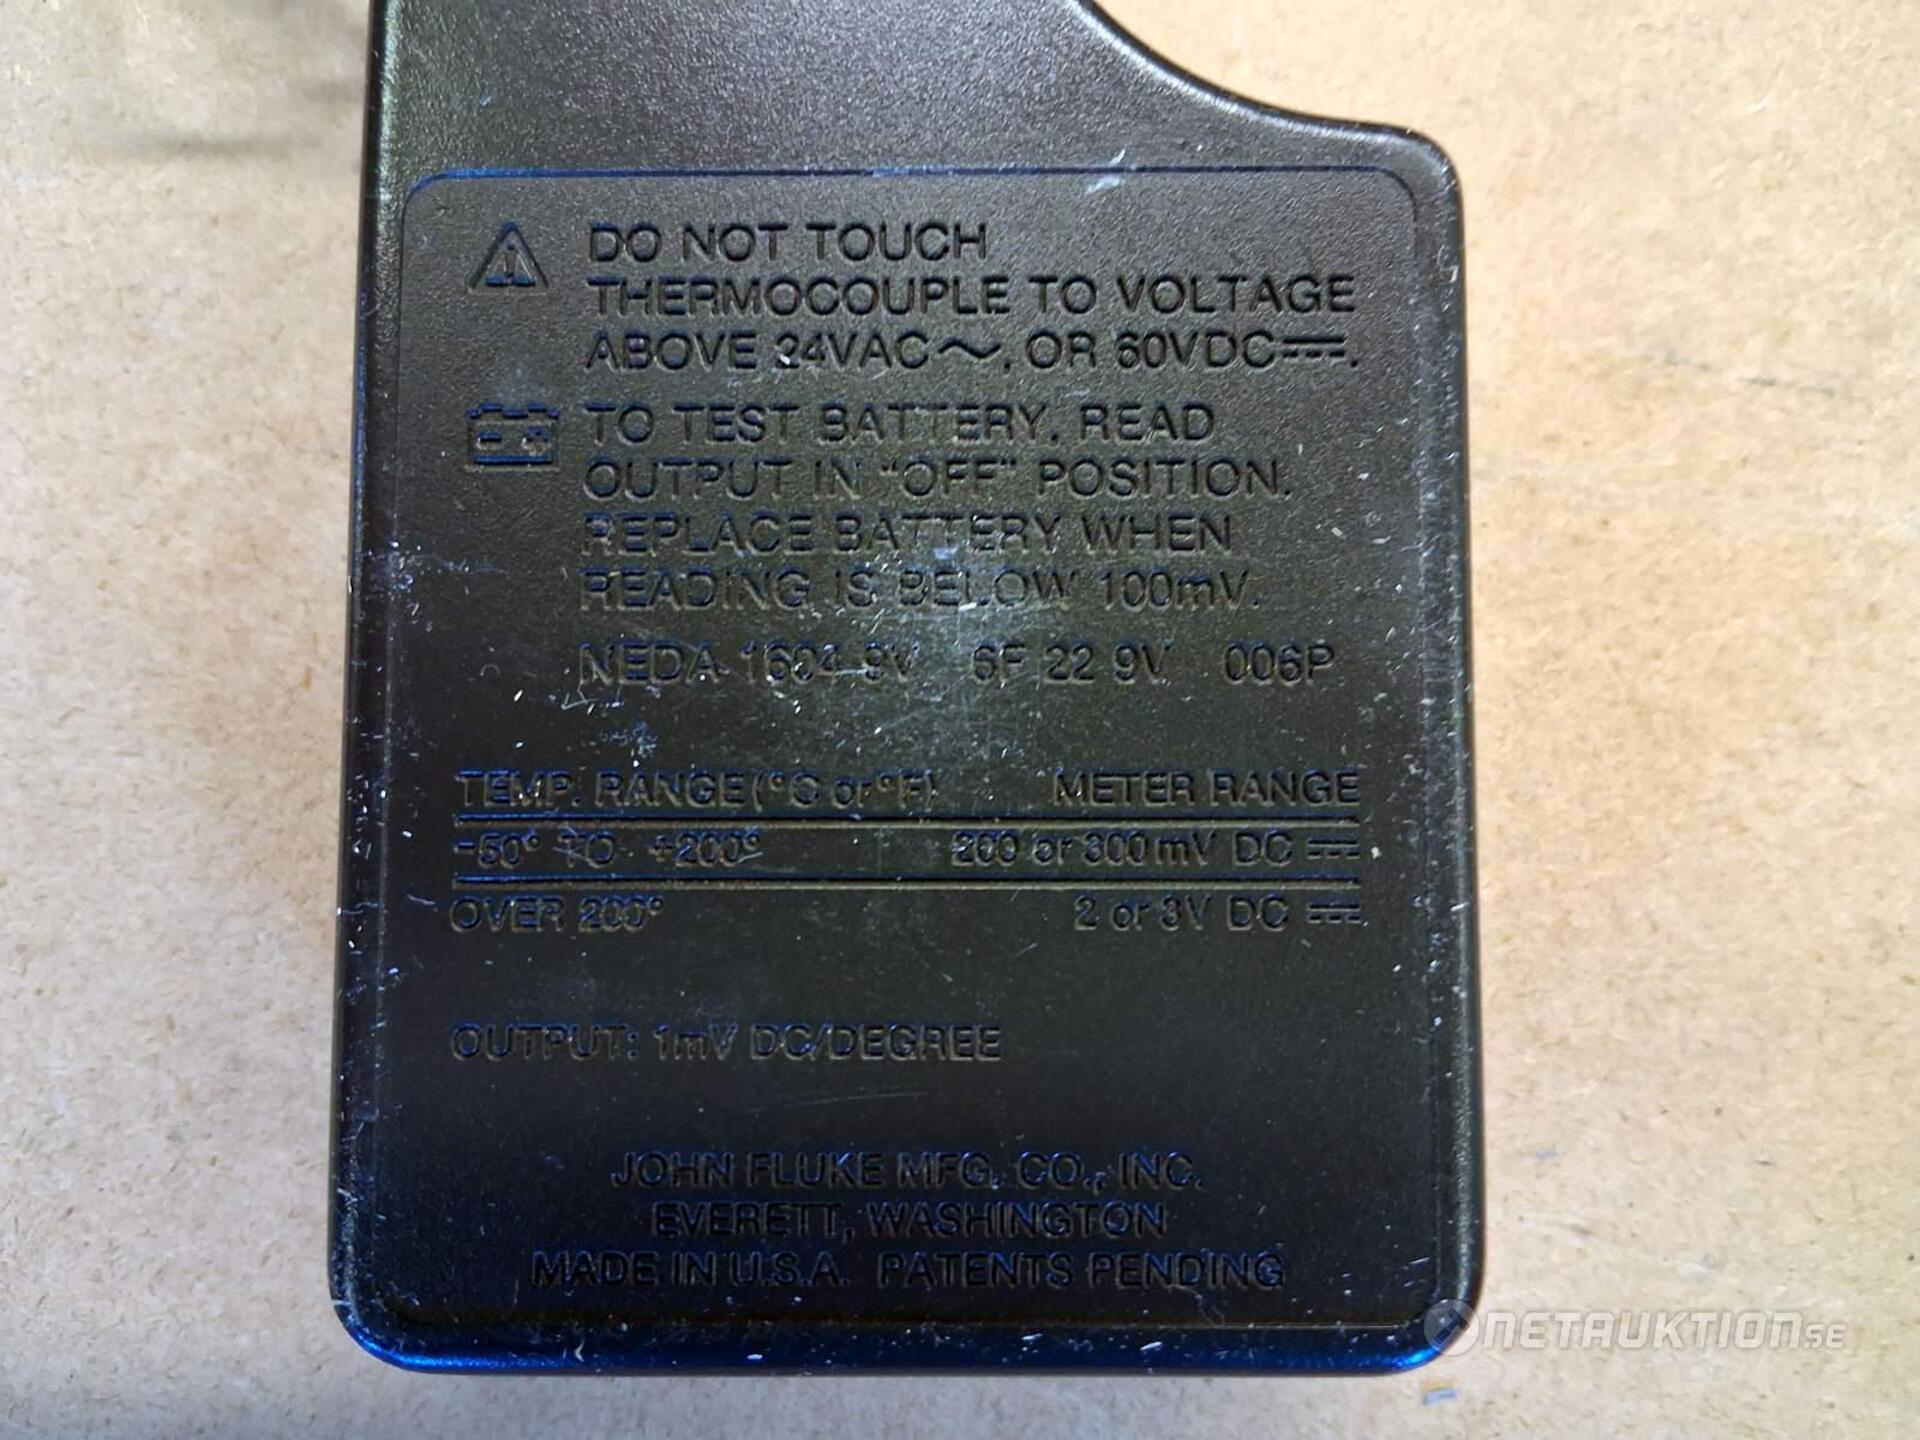 DO NOT TOUCH
THERMOCOUPLE TO VOLTAGE
ABOVE 24VAC～, OR 60VDC⎓.
TO TEST BATTERY, READ
OUTPUT IN "OFF" POSITION.
REPLACE BATTERY WHEN
READING IS BELOW 100mV.
NEDA 1604 9V 6F 22 9V 006P
TEMP. RANGE (°C or °F) METER RANGE
-50° TO +200° 200 or 300mV DC ⎓
OVER 200° 2 or 3V DC ⎓
OUTPUT: 1mV DC/DEGREE
JOHN FLUKE MFG. CO., INC.
EVERETT, WASHINGTON
MADE IN U.S.A. PATENTS PENDING
NETRUKTION.SE